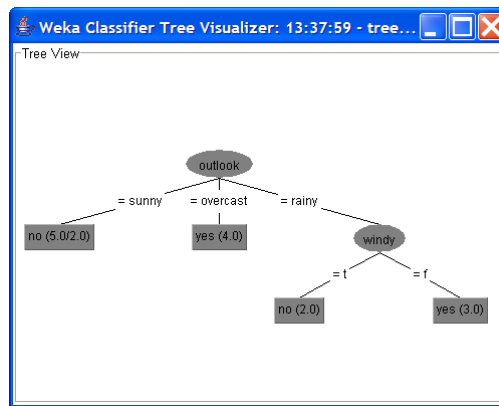 Weka Classifier Tree Visualizer: 13:37:59 - tree...
Tree View
outlook
= sunny
= overcast
= rainy
no (5.0/2.0)
yes (4.0)
windy
= t
= f
no (2.0)
yes (3.0)